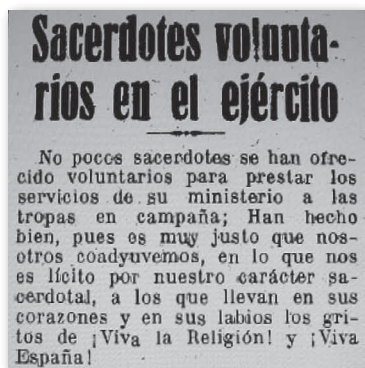 Sacerdotes volunta-
rios en el ejército
No pocos sacerdotes se han ofre-
cido voluntarios para prestar los
servicios de su ministerio a las
tropas en campaña; Han hecho
bien, pues es muy justo que nos-
otros coadyuvemos, en lo que nos
es lícito por nuestro carácter sa-
cerdotal, a los que llevan en sus
corazones y en sus labios los gri-
tos de ¡Viva la Religión! y ¡Viva
España!